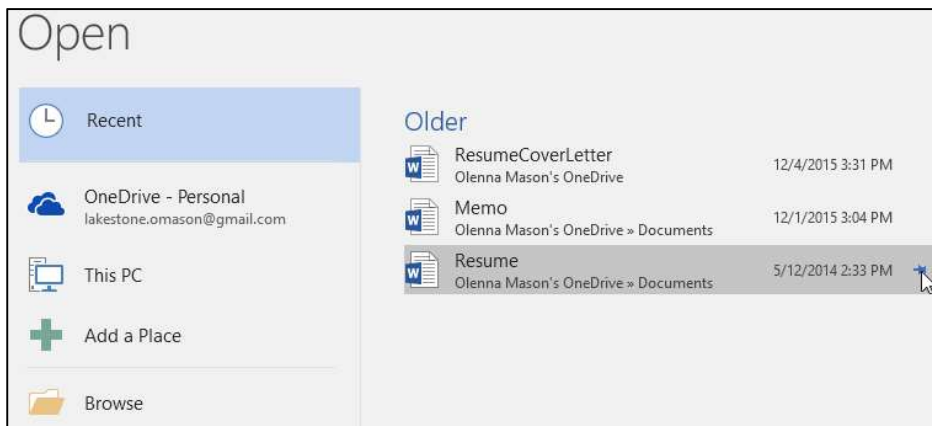 Open
Recent
OneDrive - Personal
lakestone.omason@gmail.com
This PC
Add a Place
Browse
Older
ResumeCoverLetter
Olenna Mason's OneDrive
12/4/2015 3:31 PM
Memo
Olenna Mason's OneDrive » Documents
12/1/2015 3:04 PM
Resume
Olenna Mason's OneDrive » Documents
5/12/2014 2:33 PM